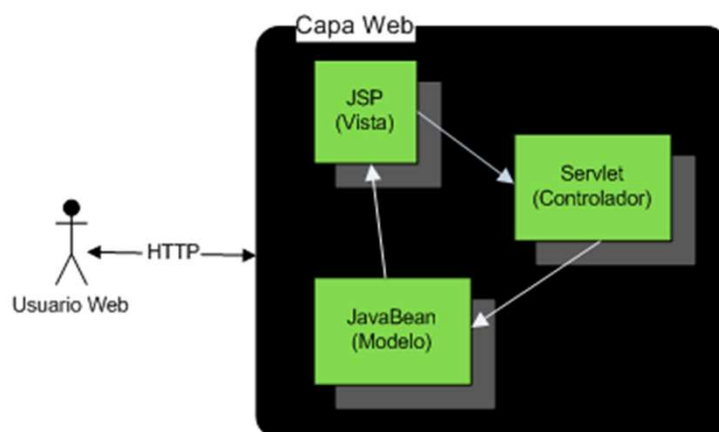 Capa Web
JSP
(Vista)
Servlet
(Controlador)
HTTP
Usuario Web
JavaBean
(Modelo)